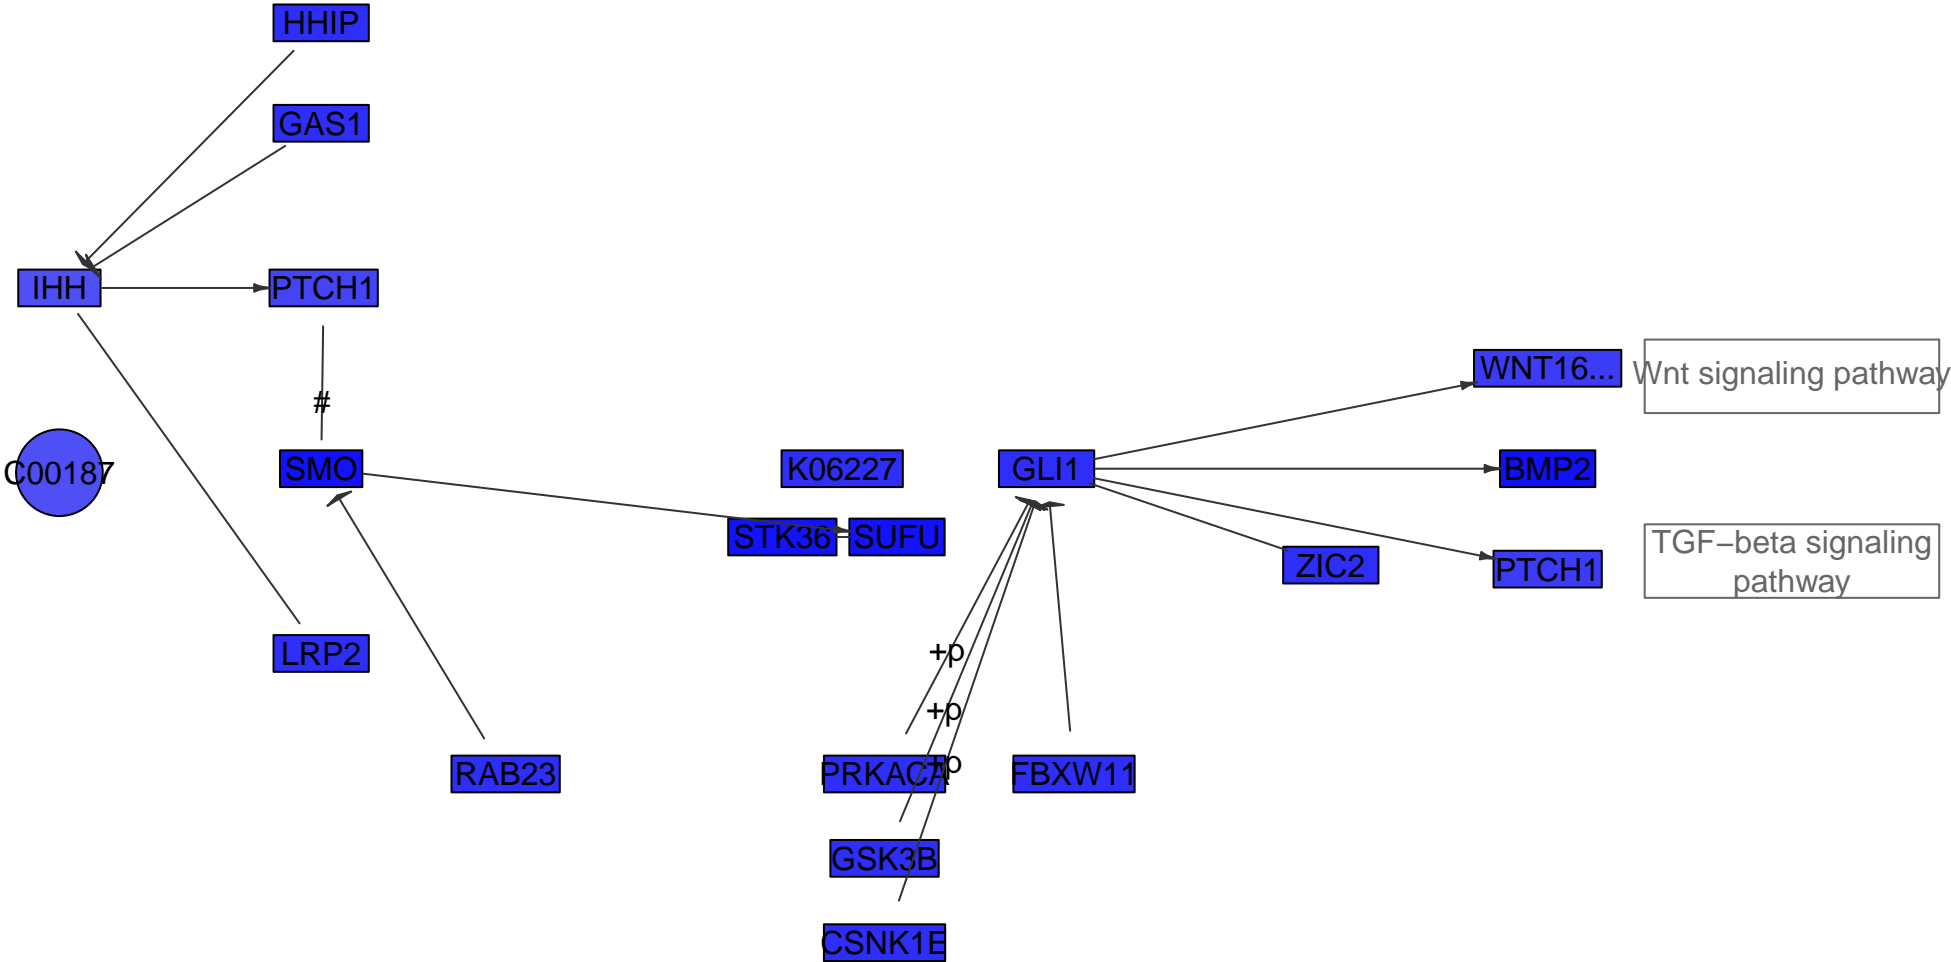 HHIP
GAS1
IHH
PTCH1
WNT16...
Wnt signaling pathway
#
C00187
SMO
K06227
GLI1
BMP2
STK36
SUFU
ZIC2
PTCH1
TGF−beta signaling
pathway
LRP2
+p
+p
+p
RAB23
PRKACA
FBXW11
GSK3B
CSNK1E